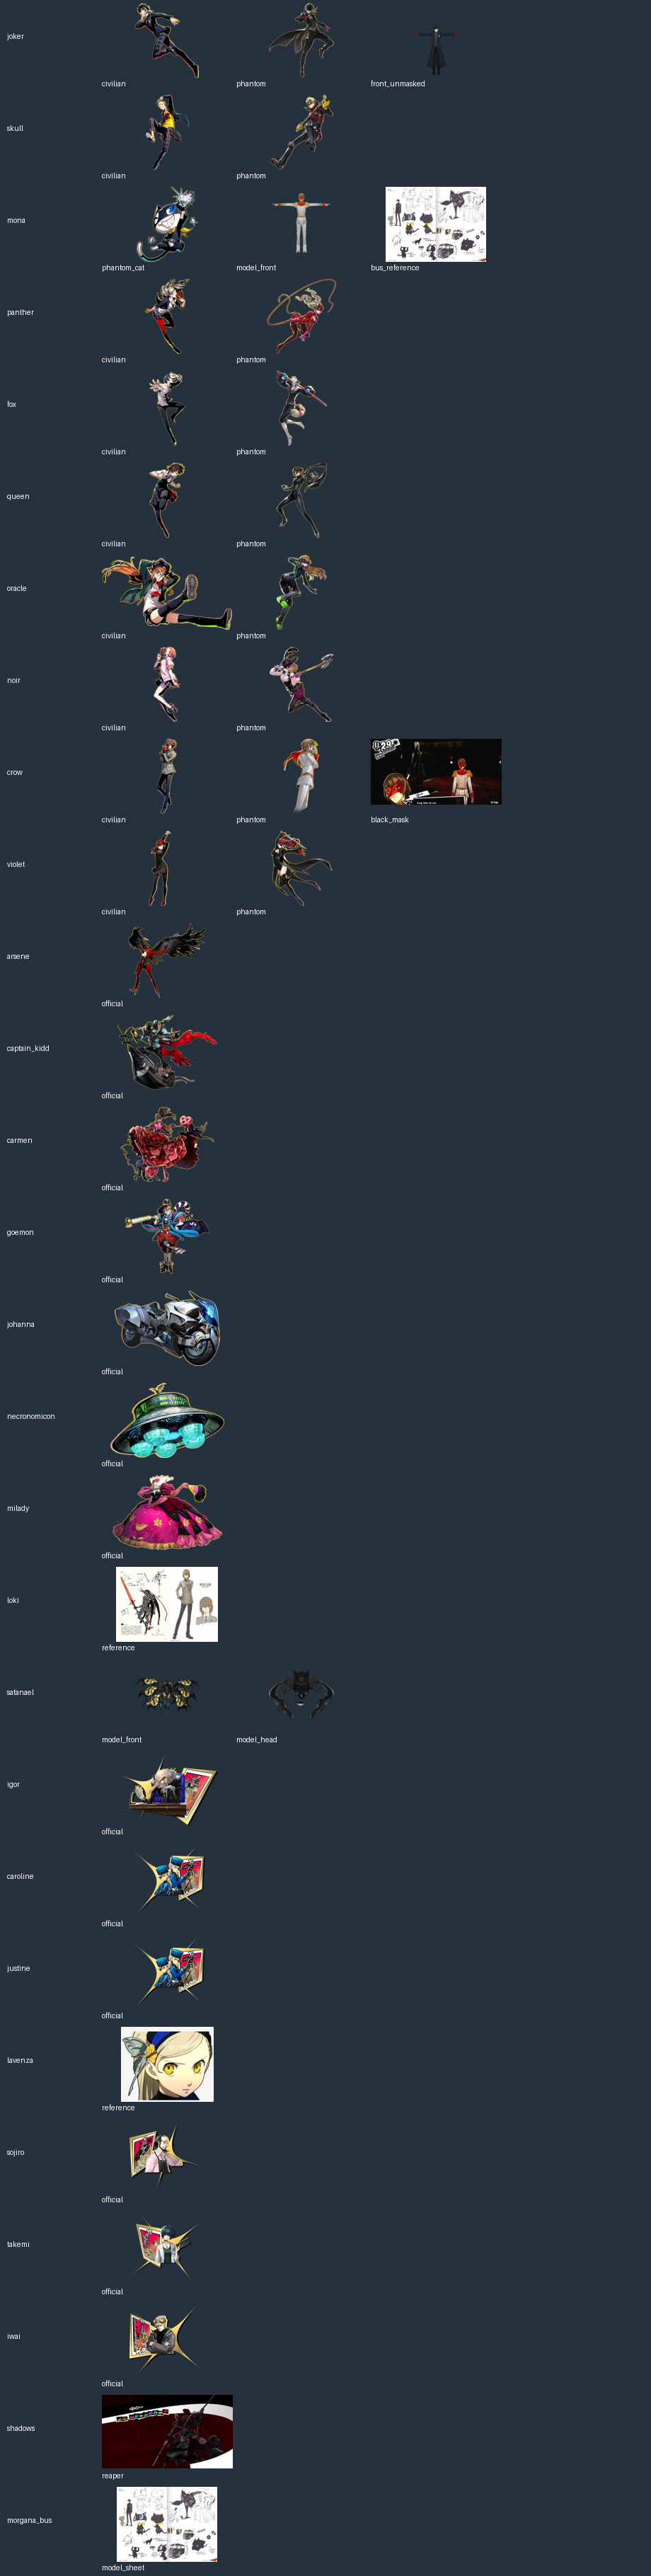 joker
civilian phantom front_unmasked
skull
civilian phantom
mona
phantom_cat model_front bus_reference
panther
civilian phantom
fox
civilian phantom
queen
civilian phantom
oracle
civilian phantom
noir
civilian phantom
crow
civilian phantom black_mask
violet
civilian phantom
arsene
official
captain_kidd
official
carmen
official
goemon
official
johanna
official
necronomicon
official
milady
official
loki
reference
satanael
model_front model_head
igor
official
caroline
official
justine
official
lavenza
reference
sojiro
official
takemi
official
iwai
official
shadows
reaper
morgana_bus
model_sheet